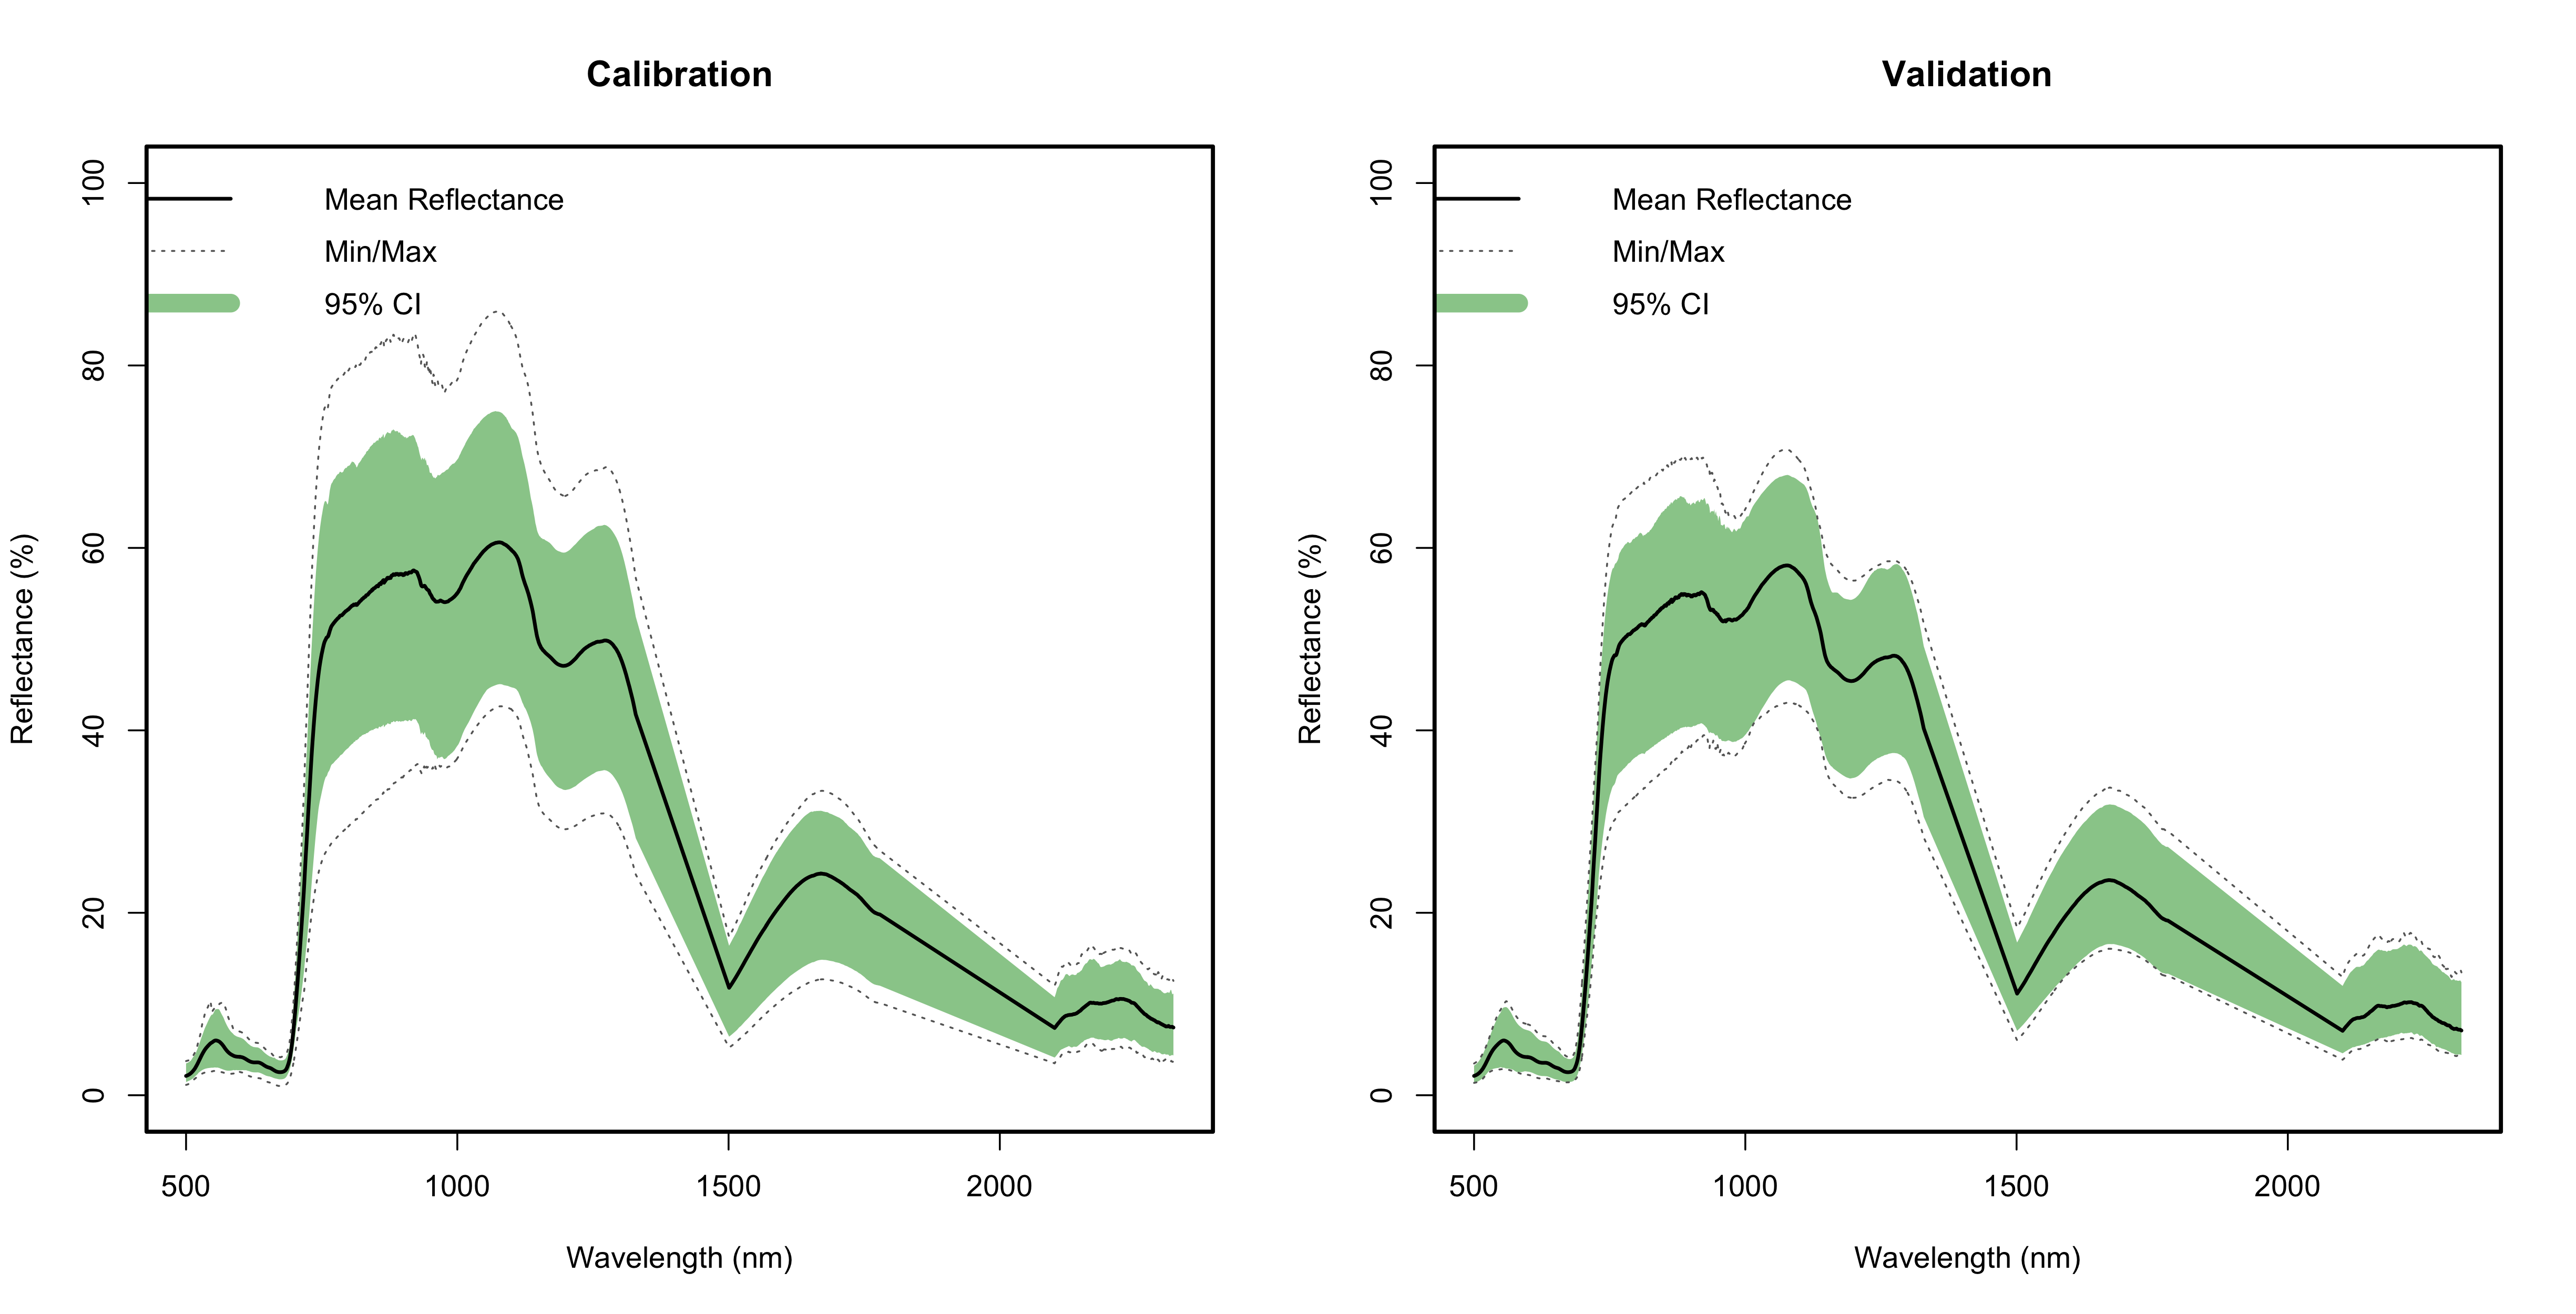 Calibration
Reflectance (%)
100
80
60
40
20
0
Mean Reflectance
Min/Max
95% CI
500 1000 1500 2000
Wavelength (nm)
Validation
Reflectance (%)
100
80
60
40
20
0
Mean Reflectance
Min/Max
95% CI
500 1000 1500 2000
Wavelength (nm)